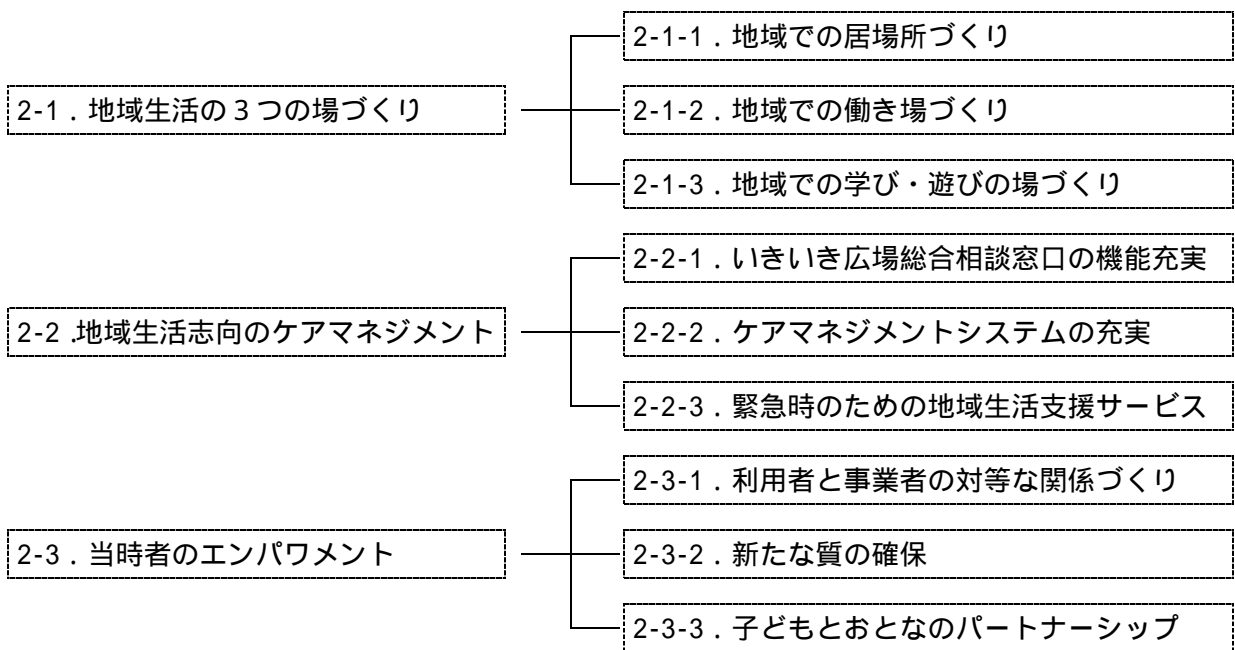 2-1．地域生活の３つの場づくり
2-1-1．地域での居場所づくり
2-1-2．地域での働き場づくり
2-1-3．地域での学び・遊びの場づくり
2-2．地域生活志向のケアマネジメント
2-2-1．いきいき広場総合相談窓口の機能充実
2-2-2．ケアマネジメントシステムの充実
2-2-3．緊急時のための地域生活支援サービス
2-3．当時者のエンパワメント
2-3-1．利用者と事業者の対等な関係づくり
2-3-2．新たな質の確保
2-3-3．子どもとおとなのパートナーシップ